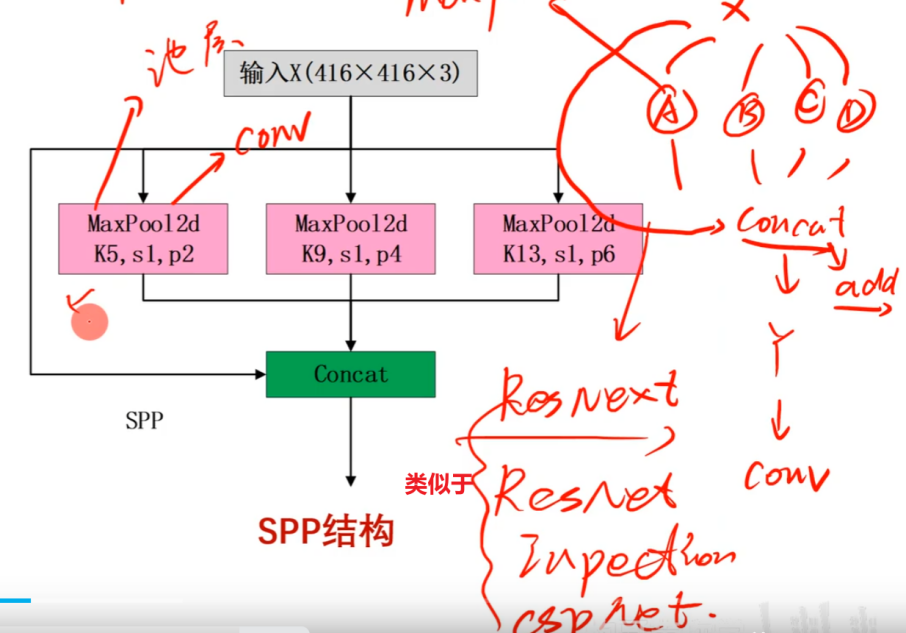 X
池层
输入X(416×416×3)
conv
A B C D
MaxPool2d
K5,s1,p2
MaxPool2d
K9,s1,p4
MaxPool2d
K13,s1,p6
concat
add
Concat
Y
SPP
ResNext
conv
类似于
ResNet
SPP结构
Inpection
cspNet.